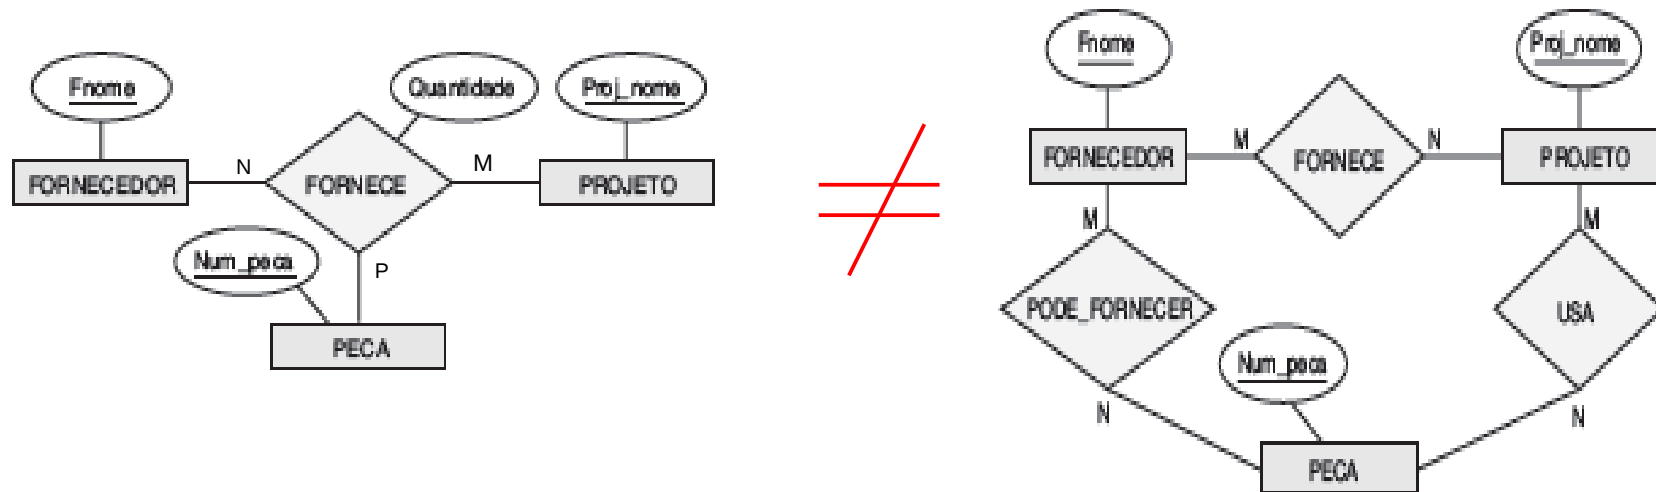 Fnome
Quantidade
Proj_nome
FORNECEDOR
N
FORNECE
M
PROJETO
Num_peca
P
PECA
Fnome
Proj_nome
FORNECEDOR
M
FORNECE
N
PROJETO
M
M
PODE_FORNECER
USA
Num_peca
N
N
PECA